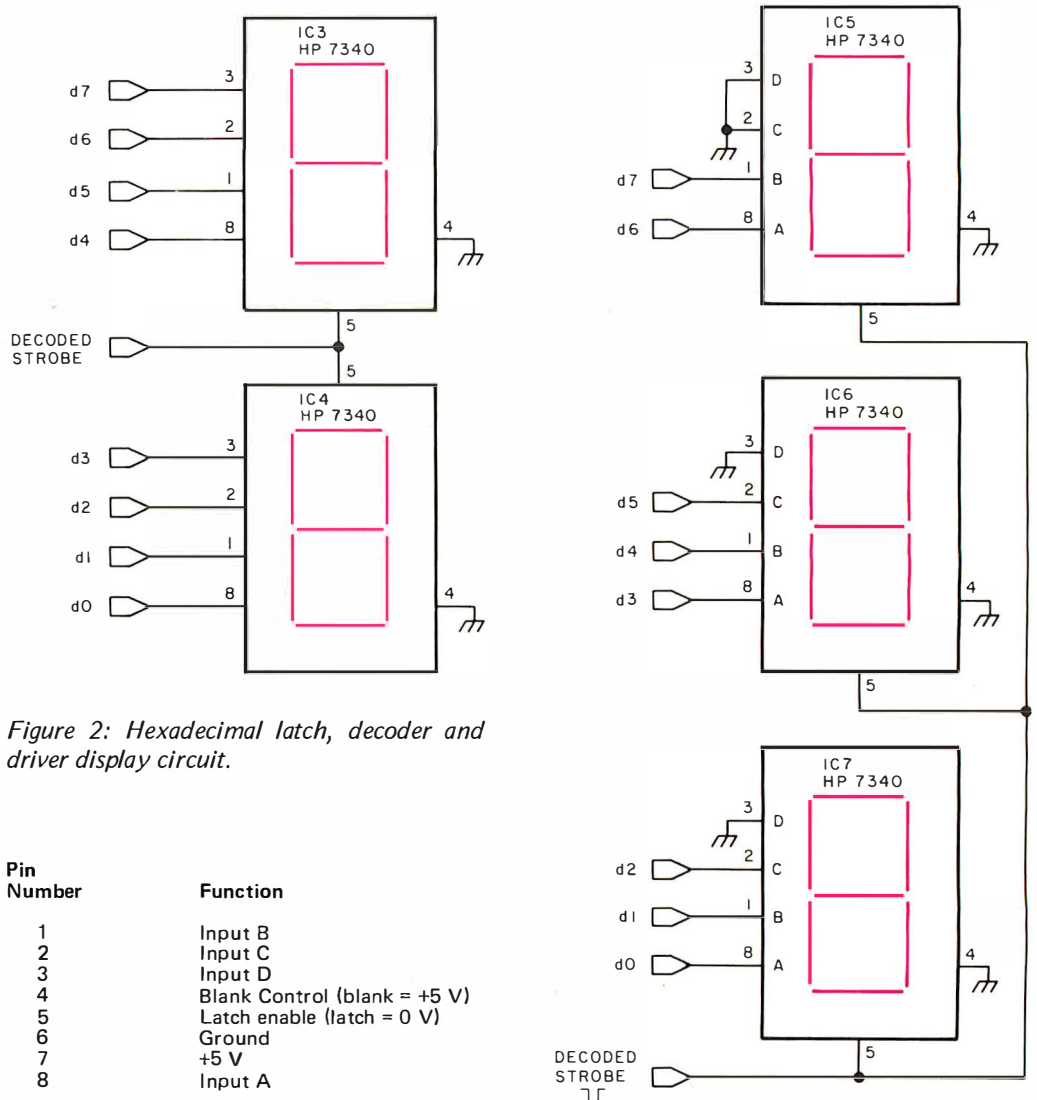 IC3
HP 7340
d7
3
d6
2
d5
1
d4
8
4
5
DECODED
STROBE
5
IC4
HP 7340
d3
3
d2
2
d1
1
d0
8
4
Figure 2: Hexadecimal latch, decoder and
driver display circuit.
Pin
Number Function
1 Input B
2 Input C
3 Input D
4 Blank Control (blank = +5 V)
5 Latch enable (latch = 0 V)
6 Ground
7 +5 V
8 Input A
IC5
HP 7340
3 D
2 C
d7 1 B
d6 8 A
4
5
IC6
HP 7340
3 D
d5 2 C
d4 1 B
d3 8 A
4
5
IC7
HP 7340
3 D
d2 2 C
d1 1 B
d0 8 A
4
5
DECODED
STROBE